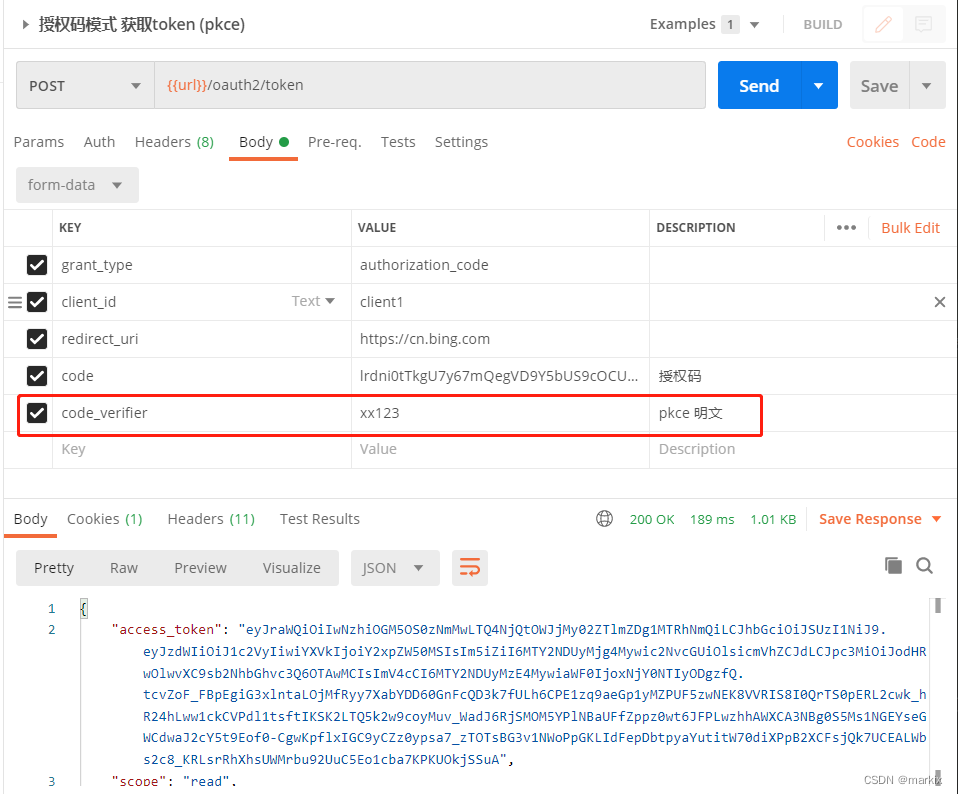 授权码模式 获取token (pkce)
Examples 1
BUILD
POST
{{url}}/oauth2/token
Send
Save
Params Auth Headers (8) Body Pre-req. Tests Settings
Cookies Code
form-data
KEY VALUE DESCRIPTION ••• Bulk Edit
grant_type authorization_code
client_id Text client1
redirect_uri https://cn.bing.com
code lrdni0tTkgU7y67mQegVD9Y5bUS9cOCU... 授权码
code_verifier xx123 pkce 明文
Key Value Description
Body Cookies (1) Headers (11) Test Results
200 OK 189 ms 1.01 KB Save Response
Pretty Raw Preview Visualize JSON
1 {
2 "access_token": "eyJraWQiOiIwNzhiOGM5OS0zNmMwLTQ4NjQtOWJjMy02ZTlmZDg1MTRhNmQiLCJhbGciOiJSUzI1NiJ9.
eyJzdWIiOiJ1c2VyIiwiYXVkIjoiY2xpZW50MSIsIm5iZiI6MTY2NDUyMjg4Mywic2NvcGUiOlsicmVhZCJdLCJpc3MiOiJodHR
wOlwvXC9sb2NhbGhvc3Q6OTAwMCIsImV4cCI6MTY2NDUyMzE4MywiaWF0IjoxNjY0NTIyODgzfQ.
tcvZoF_FBpEgiG3xlntaLOjMfRyy7XabYDD60GnFcQD3k7fULh6CPE1zq9aeGp1yMZPUF5zwNEK8VVRIS8I0QrTS0pERL2cwk_h
R24hLww1ckCVPdl1tsftIKSK2LTQ5k2w9coyMuv_WadJ6RjSMOM5YPlNBaUFfZppz0wt6JFPLwzhhAWXCA3NBg0S5Ms1NGEYseG
WCdwaJ2cY5t9Eof0-CgwKpflxIGC9yCZz0ypsa7_zTOTsBG3v1NWoPpGKLIdFepDbtpyaYutitW70diXPpB2XCFsjQk7UCEALWb
s2c8_KRLsrRhXhsUWMrbu92UuC5Eo1cba7KPKUOkjSSuA",
3 "scope": "read",
CSDN @markix